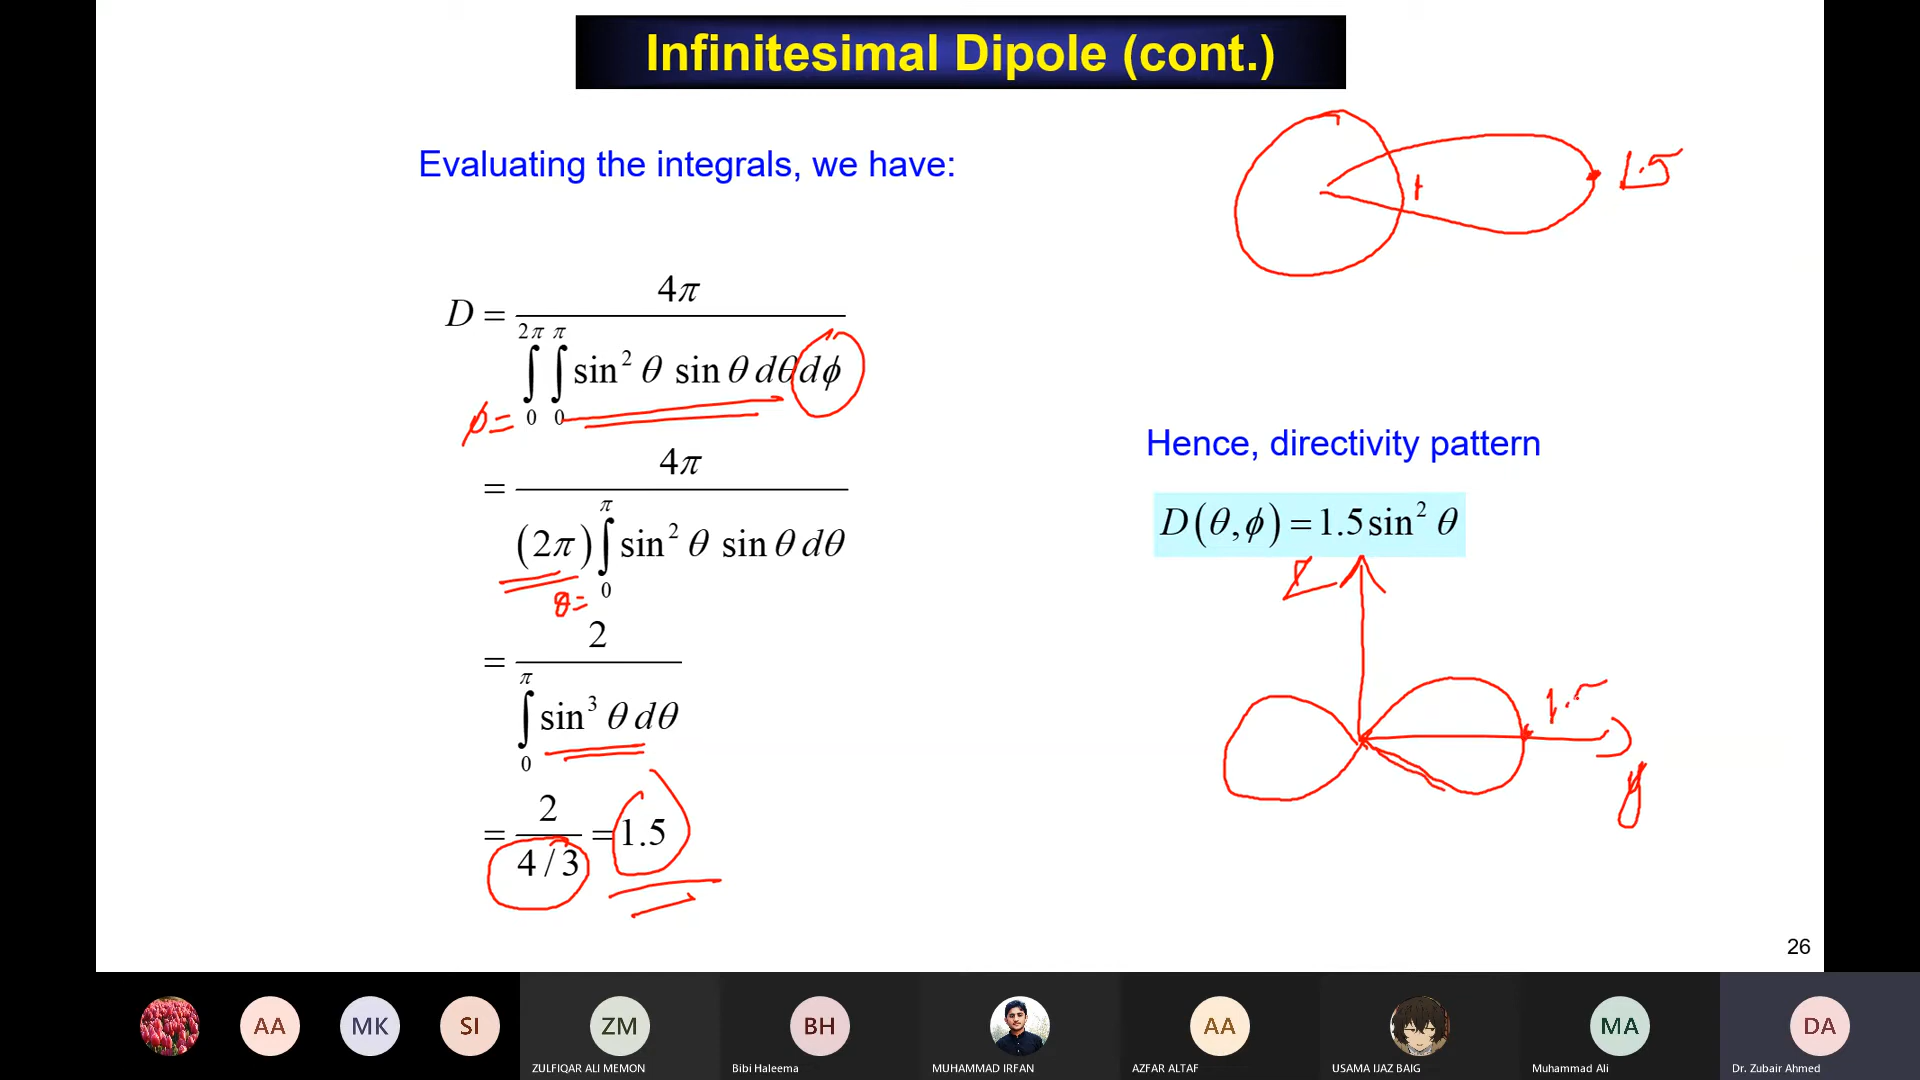 Infinitesimal Dipole (cont.)
Evaluating the integrals, we have:
1
1.5
D = 4π / ∫₀^{2π} ∫₀^{π} sin² θ sin θ dθ dϕ
ϕ=
= 4π / (2π) ∫₀^{π} sin² θ sin θ dθ
θ=
= 2 / ∫₀^{π} sin³ θ dθ
= 2 / 4/3 = 1.5
Hence, directivity pattern
D(θ,ϕ) = 1.5 sin² θ
1.5
y
26
AA
MK
SI
ZM
ZULFIQAR ALI MEMON
BH
Bibi Haleema
MUHAMMAD IRFAN
AA
AZFAR ALTAF
USAMA IJAZ BAIG
MA
Muhammad Ali
DA
Dr. Zubair Ahmed